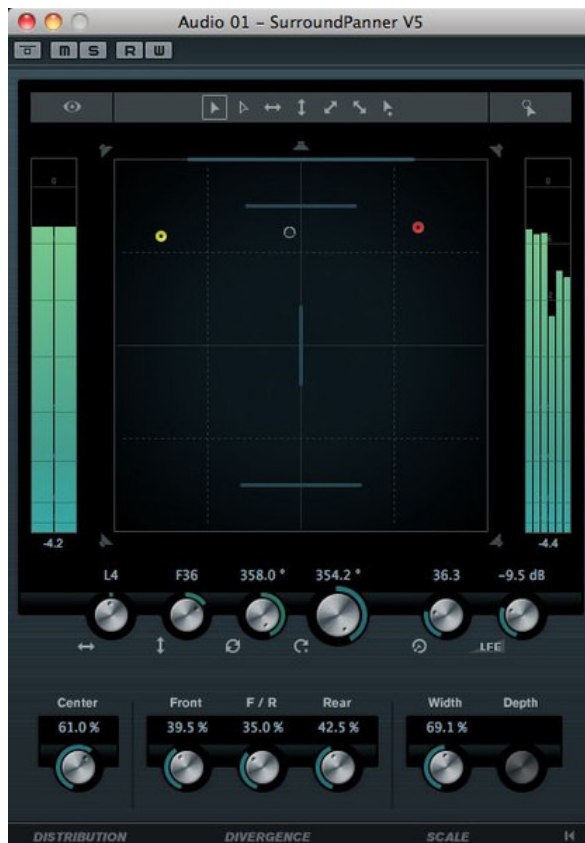 Audio 01 – SurroundPanner V5
M S R W
0 0
-4.2 -4.4
L4 F36 358.0 ° 354.2 ° 36.3 -9.5 dB
LFE
Center Front F / R Rear Width Depth
61.0 % 39.5 % 35.0 % 42.5 % 69.1 %
DISTRIBUTION DIVERGENCE SCALE